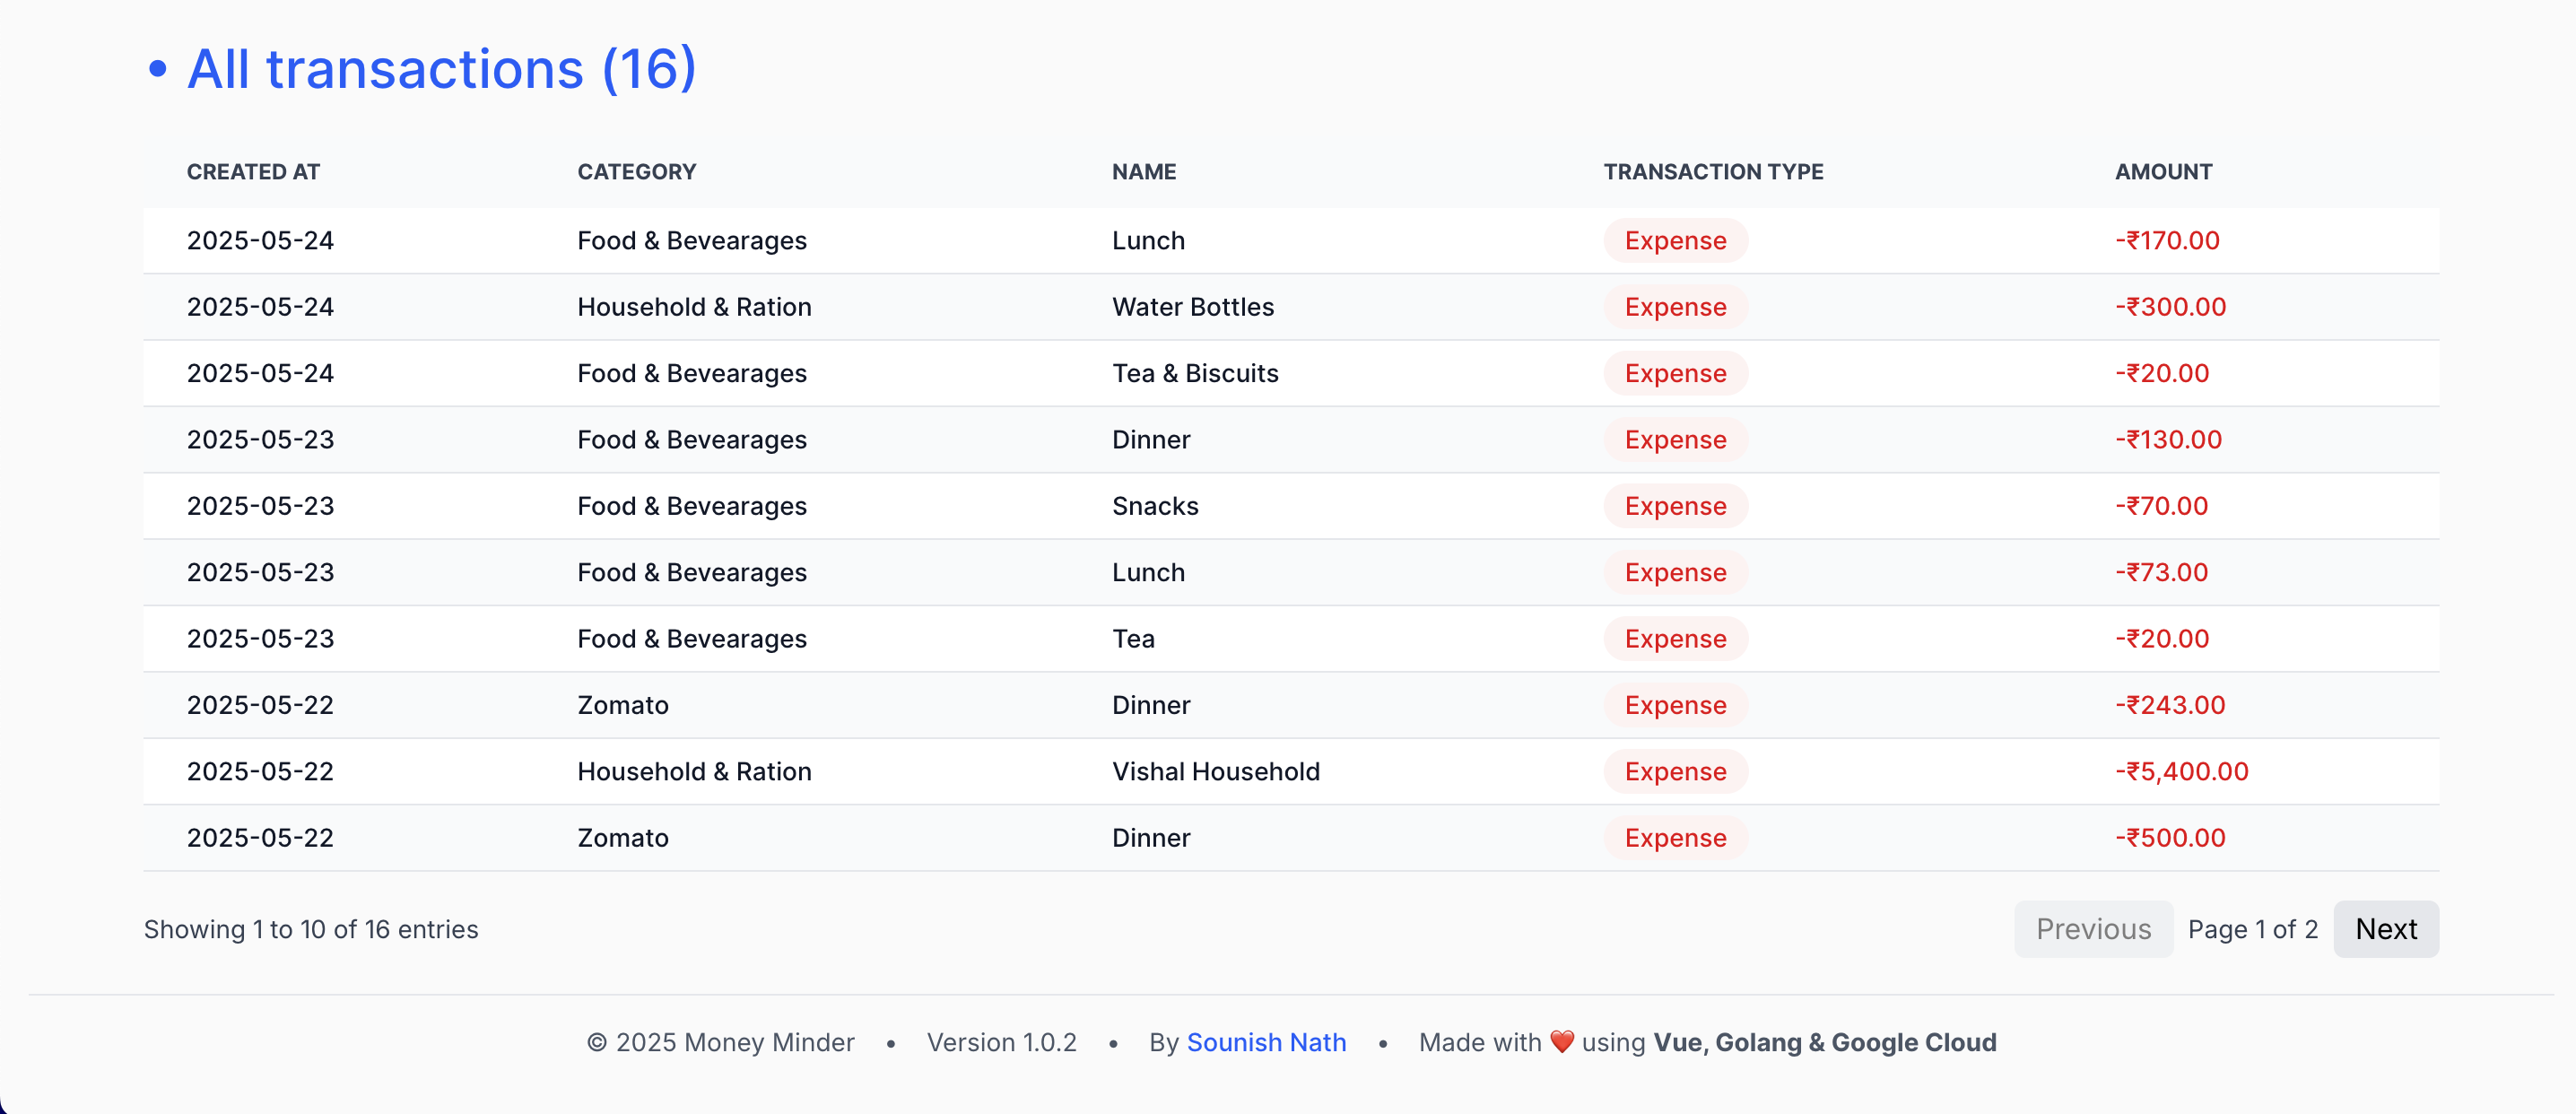 • All transactions (16)
CREATED AT CATEGORY NAME TRANSACTION TYPE AMOUNT
2025-05-24 Food & Bevearages Lunch Expense -₹170.00
2025-05-24 Household & Ration Water Bottles Expense -₹300.00
2025-05-24 Food & Bevearages Tea & Biscuits Expense -₹20.00
2025-05-23 Food & Bevearages Dinner Expense -₹130.00
2025-05-23 Food & Bevearages Snacks Expense -₹70.00
2025-05-23 Food & Bevearages Lunch Expense -₹73.00
2025-05-23 Food & Bevearages Tea Expense -₹20.00
2025-05-22 Zomato Dinner Expense -₹243.00
2025-05-22 Household & Ration Vishal Household Expense -₹5,400.00
2025-05-22 Zomato Dinner Expense -₹500.00
Showing 1 to 10 of 16 entries Previous Page 1 of 2 Next
© 2025 Money Minder • Version 1.0.2 • By Sounish Nath • Made with ❤️ using Vue, Golang & Google Cloud